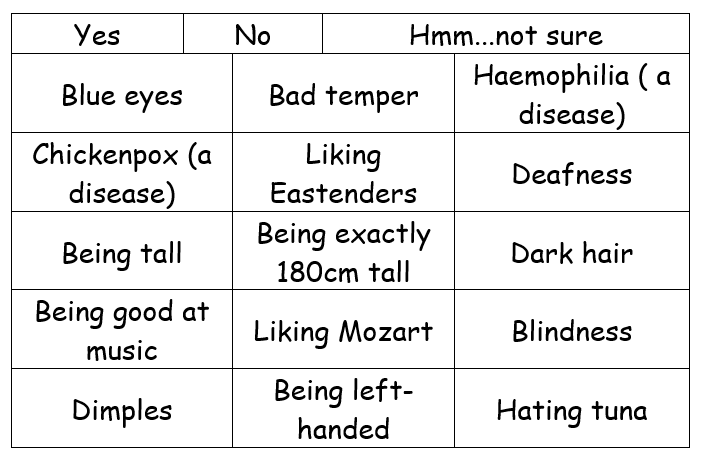 Yes No Hmm...not sure
Blue eyes Bad temper Haemophilia ( a
disease)
Chickenpox (a
disease) Liking
Eastenders Deafness
Being tall Being exactly
180cm tall Dark hair
Being good at
music Liking Mozart Blindness
Dimples Being left-
handed Hating tuna